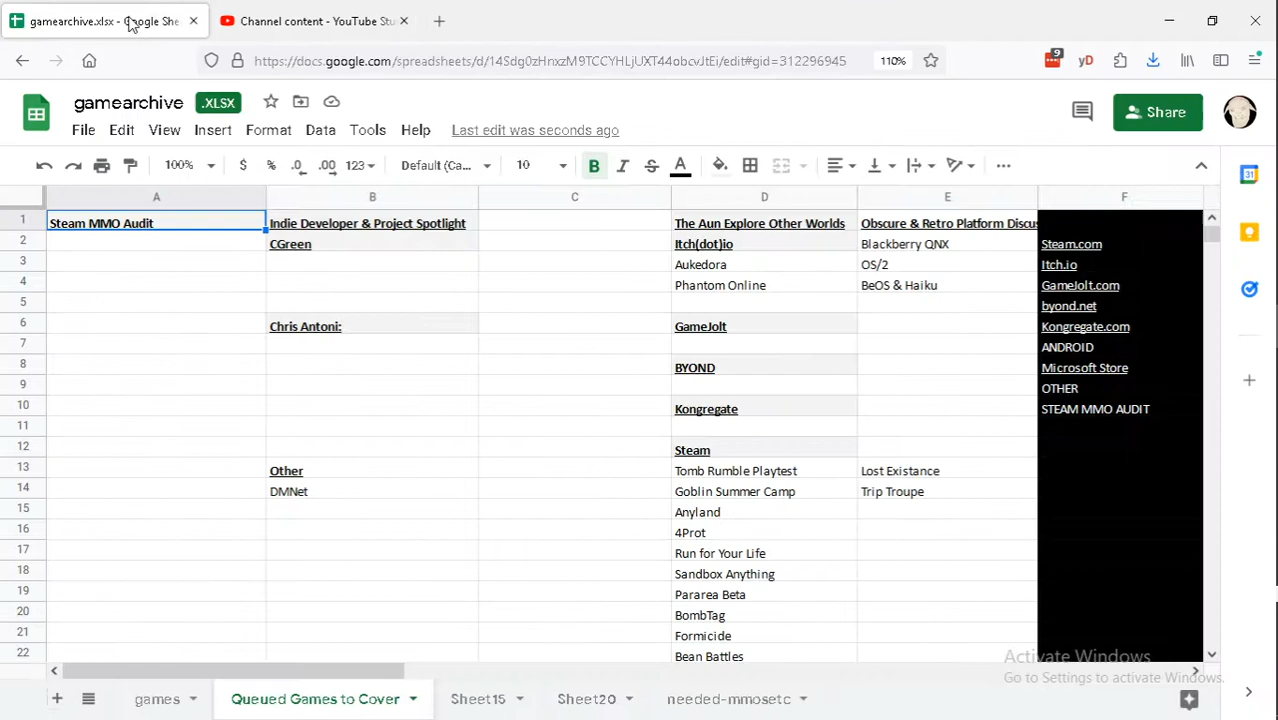 gamearchive.xlsx - Google She
Channel content - YouTube Stu
https://docs.google.com/spreadsheets/d/14Sdg0zHnxzM9TCCYHLjUXT44obcvJtEi/edit#gid=312296945
110%
9
yD
gamearchive
.XLSX
Share
File Edit View Insert Format Data Tools Help Last edit was seconds ago
100% $ % .0 .00 123 Default (Ca... 10 B I S A
31
A B C D E F
1 Steam MMO Audit Indie Developer & Project Spotlight The Aun Explore Other Worlds Obscure & Retro Platform Discus
2 CGreen Itch(dot)io Blackberry QNX Steam.com
3 Aukedora OS/2 Itch.io
4 Phantom Online BeOS & Haiku GameJolt.com
5 byond.net
6 Chris Antoni: GameJolt Kongregate.com
7 ANDROID
8 BYOND Microsoft Store
9 OTHER
10 Kongregate STEAM MMO AUDIT
11
12 Steam
13 Other Tomb Rumble Playtest Lost Existance
14 DMNet Goblin Summer Camp Trip Troupe
15 Anyland
16 4Prot
17 Run for Your Life
18 Sandbox Anything
19 Pararea Beta
20 BombTag
21 Formicide
22 Bean Battles
Activate Windows
Go to Settings to activate Windows.
games Queued Games to Cover Sheet15 Sheet20 needed-mmosetc